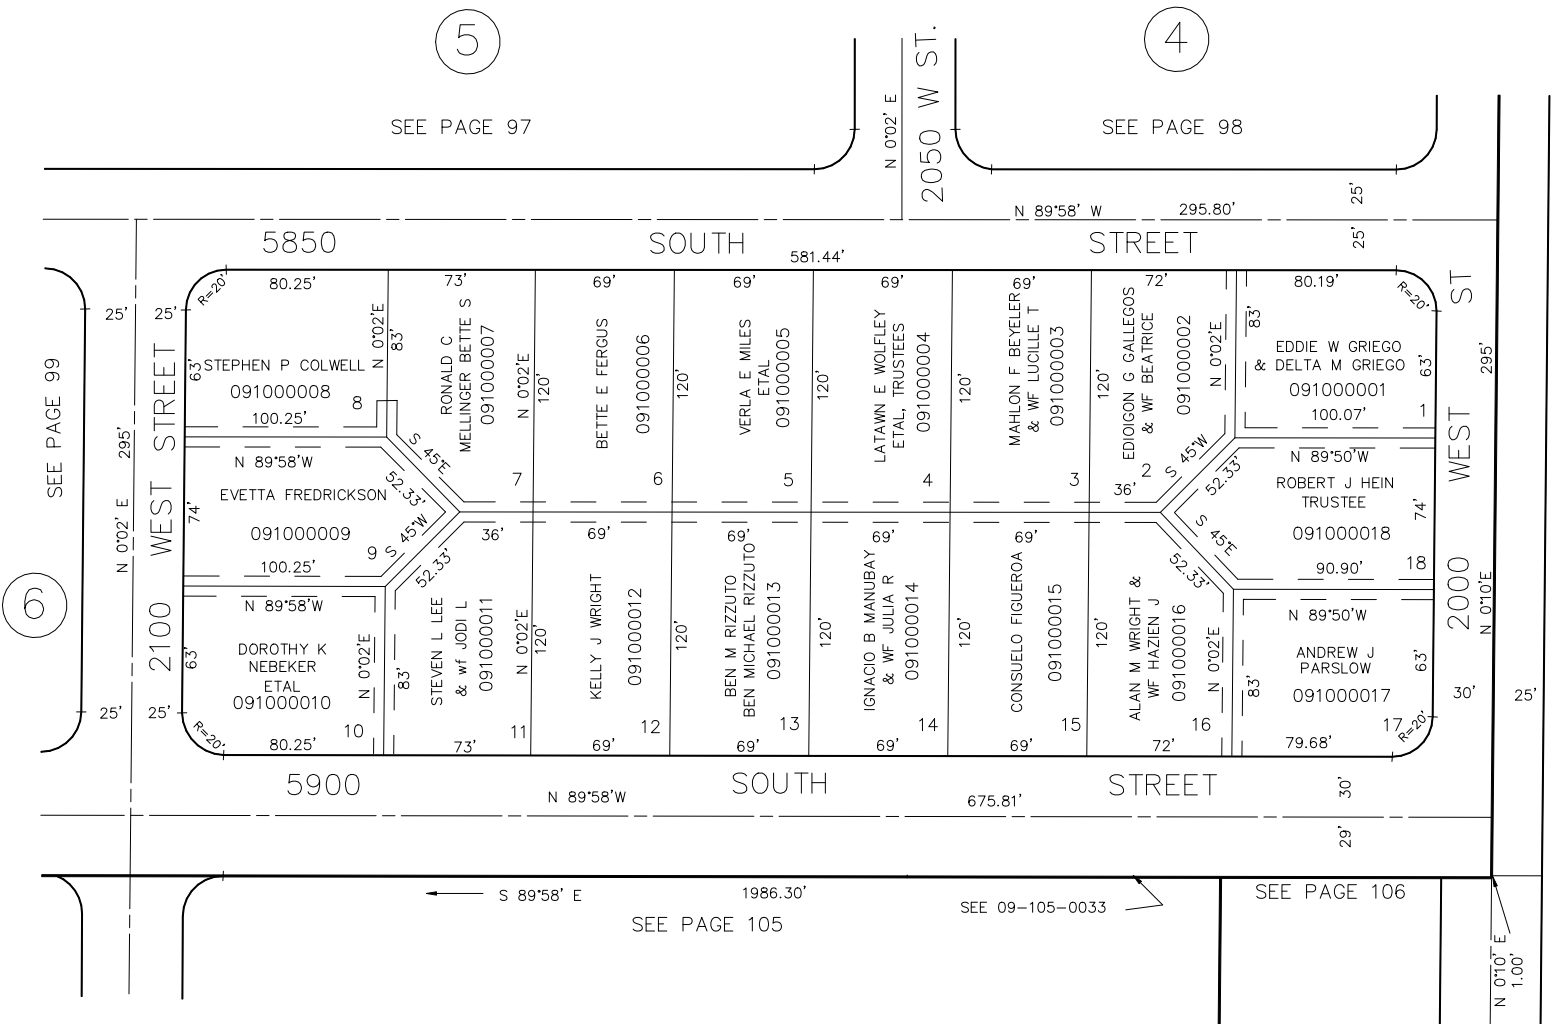 5
4
SEE PAGE 97
N 0°02' E
2050 W ST.
SEE PAGE 98
25'
N 89°58' W
295.80'
5850
SOUTH
STREET
25'
581.44'
80.25'
73'
69'
69'
69'
69'
72'
80.19'
R=20'
R=20'
25'
25'
SEE PAGE 99
295'
N 0°02' E
2100 WEST STREET
63'
STEPHEN P COLWELL
091000008
8
100.25'
N 0°02'E
83'
RONALD C
MELLINGER BETTE S
091000007
7
N 0°02'E
120'
BETTE E FERGUS
091000006
6
120'
VERLA E MILES
ETAL
091000005
5
120'
LATAWN E WOLFLEY
ETAL, TRUSTEES
091000004
4
120'
MAHLON F BEYELER
& WF LUCILLE T
091000003
3
120'
EDIOIGON G GALLEGOS
& WF BEATRICE
091000002
2
N 0°02'E
83'
EDDIE W GRIEGO
& DELTA M GRIEGO
091000001
1
100.07'
63'
2000 WEST ST
295'
N 89°58'W
S 45°E
52.33'
EVETTA FREDRICKSON
091000009
9
74'
100.25'
S 45°W
52.33'
36'
69'
69'
69'
69'
36'
S 45°W
52.33'
N 89°50'W
ROBERT J HEIN
TRUSTEE
091000018
18
74'
90.90'
S 45°E
52.33'
6
N 89°58'W
DOROTHY K
NEBEKER
ETAL
091000010
10
63'
N 0°02'E
83'
STEVEN L LEE
& wf JODI L
091000011
11
N 0°02'E
120'
KELLY J WRIGHT
091000012
12
120'
BEN M RIZZUTO
BEN MICHAEL RIZZUTO
091000013
13
120'
IGNACIO B MANUBAY
& WF JULIA R
091000014
14
120'
CONSUELO FIGUEROA
091000015
15
120'
ALAN M WRIGHT &
WF HAZIEN J
091000016
16
N 0°02'E
83'
N 89°50'W
ANDREW J
PARSLOW
091000017
17
63'
N 0°10'E
30'
25'
25'
25'
R=20'
80.25'
73'
69'
69'
69'
69'
72'
79.68'
R=20'
5900
SOUTH
STREET
N 89°58'W
675.81'
30'
29'
S 89°58' E
1986.30'
SEE PAGE 105
SEE 09-105-0033
SEE PAGE 106
N 0°10' E
1.00'